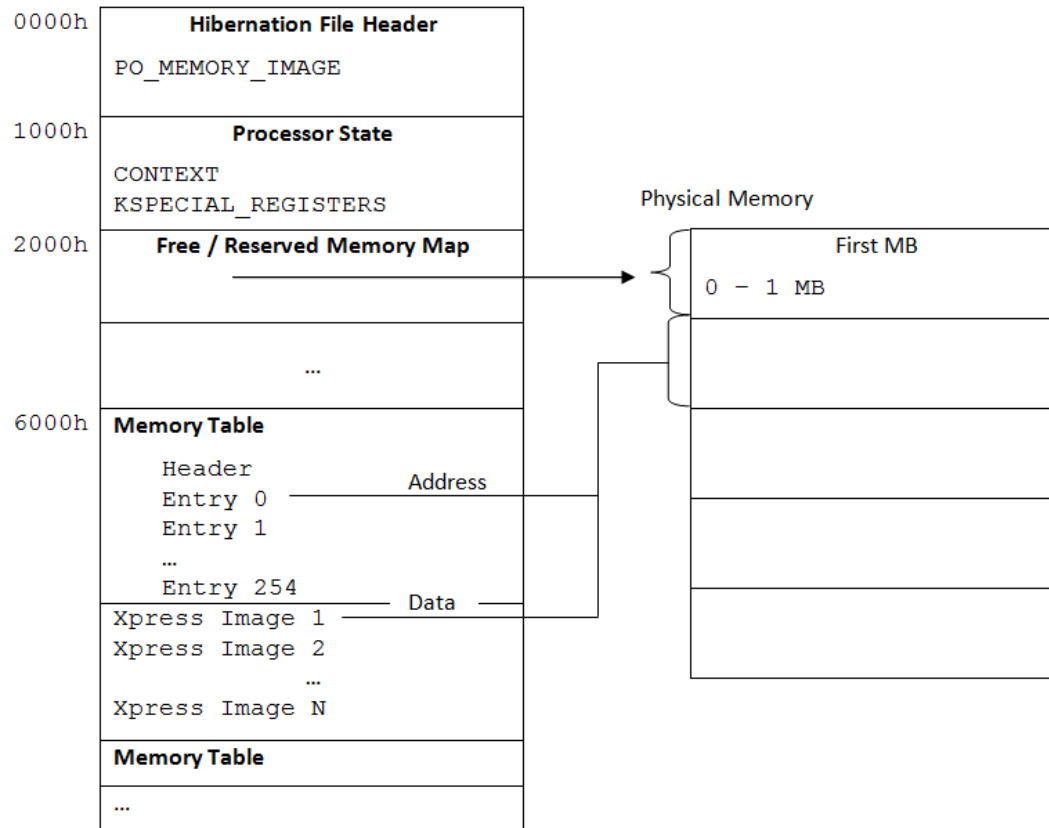 0000h
Hibernation File Header
PO_MEMORY_IMAGE
1000h
Processor State
CONTEXT
KSPECIAL_REGISTERS
2000h
Free / Reserved Memory Map
…
6000h
Memory Table
Header
Entry 0
Entry 1
…
Entry 254
Xpress Image 1
Xpress Image 2
…
Xpress Image N
Memory Table
…
Address
Data
Physical Memory
First MB
0 – 1 MB